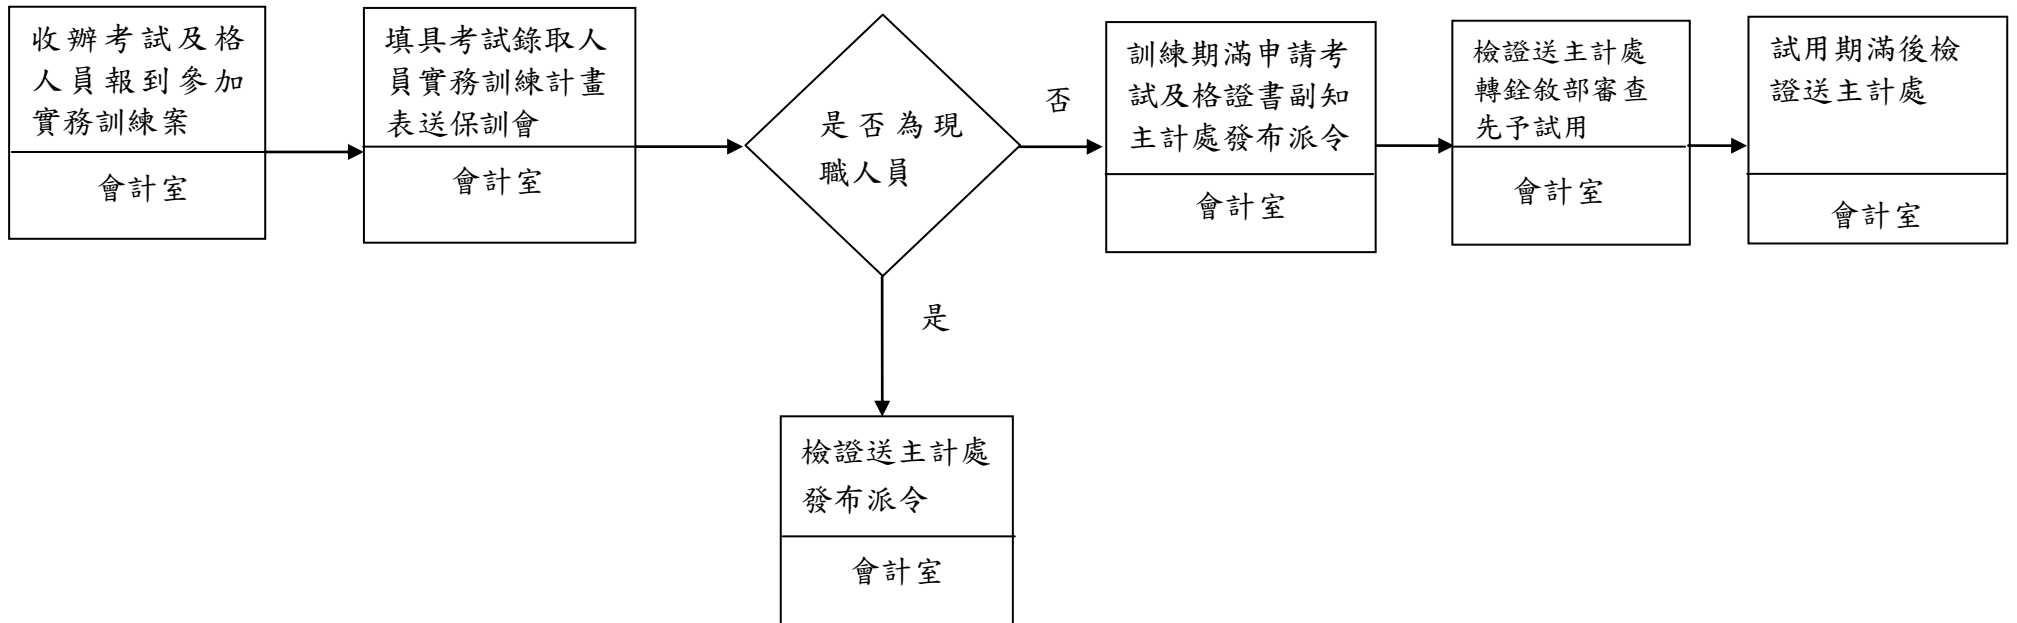 收辦考試及格
人員報到參加
實務訓練案
會計室
填具考試錄取人
員實務訓練計畫
表送保訓會
會計室
是否為現
職人員
否
訓練期滿申請考
試及格證書副知
主計處發布派令
會計室
檢證送主計處
轉銓敘部審查
先予試用
會計室
試用期滿後檢
證送主計處
會計室
是
檢證送主計處
發布派令
會計室